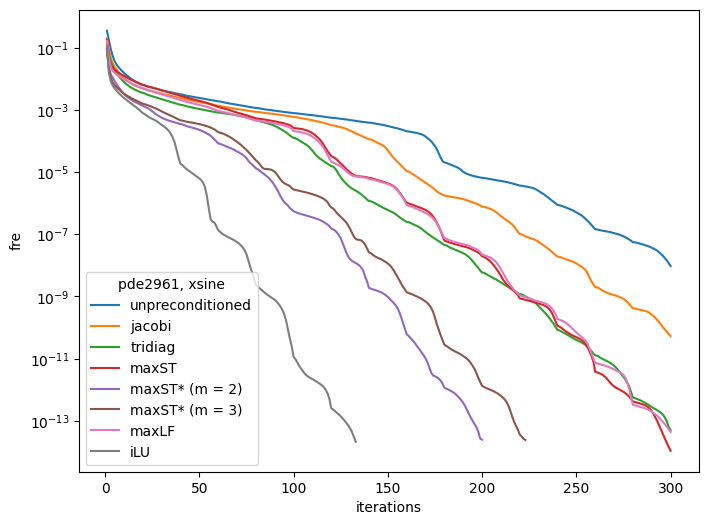 10⁻¹
10⁻³
10⁻⁵
10⁻⁷
10⁻⁹
10⁻¹¹
10⁻¹³
fre
pde2961, xsine
unpreconditioned
jacobi
tridiag
maxST
maxST* (m = 2)
maxST* (m = 3)
maxLF
iLU
0 50 100 150 200 250 300
iterations